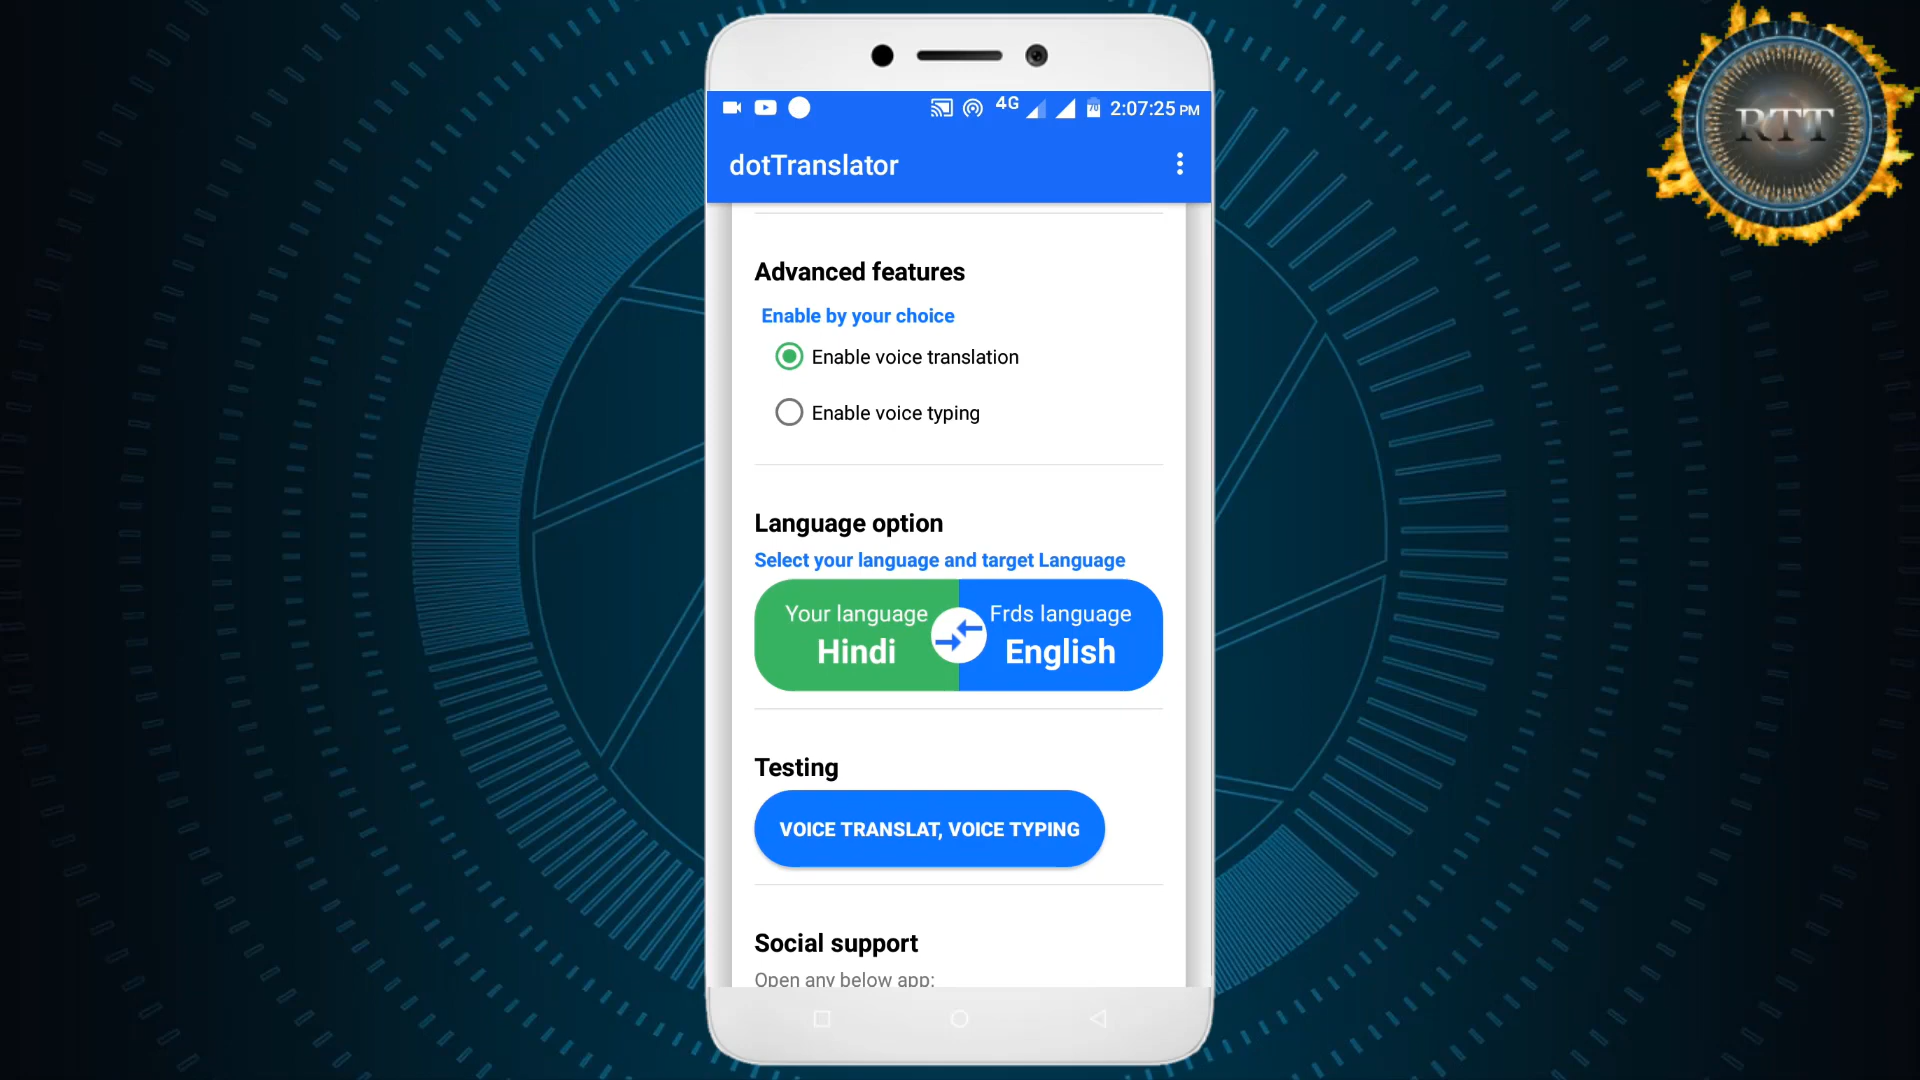 4G
70
2:07:25 PM
RTT
dotTranslator
Advanced features
Enable by your choice
Enable voice translation
Enable voice typing
Language option
Select your language and target Language
Your language
Hindi
Frds language
English
Testing
VOICE TRANSLAT, VOICE TYPING
Social support
Open any below app: